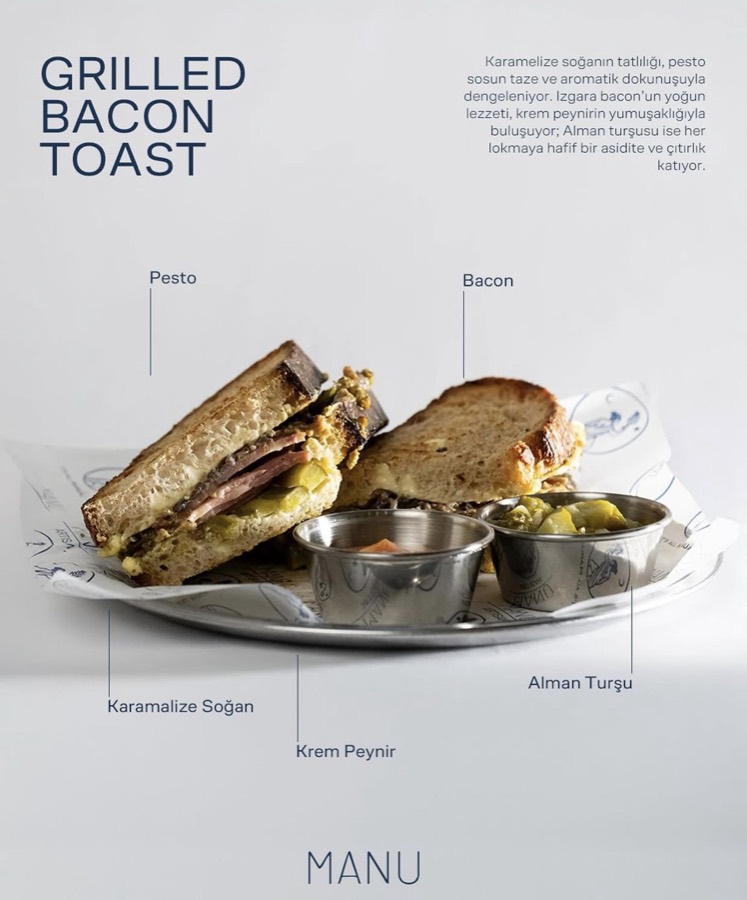 GRILLED
BACON
TOAST
Karamelize soğanın tatlılığı, pesto
sosun taze ve aromatik dokunuşuyla
dengeleniyor. Izgara bacon'un yoğun
lezzeti, krem peynirin yumuşaklığıyla
buluşuyor; Alman turşusu ise her
lokmaya hafif bir asidite ve çıtırlık
katıyor.
Pesto
Bacon
Alman Turşu
Karamalize Soğan
Krem Peynir
MANU